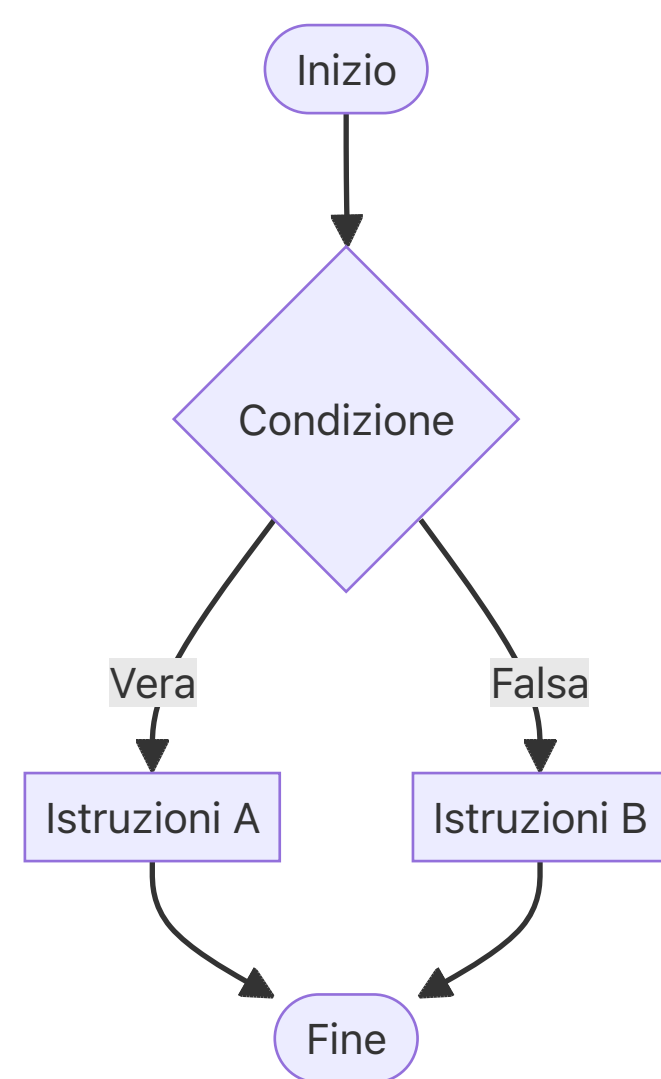 Inizio
Condizione
Vera
Falsa
Istruzioni A
Istruzioni B
Fine